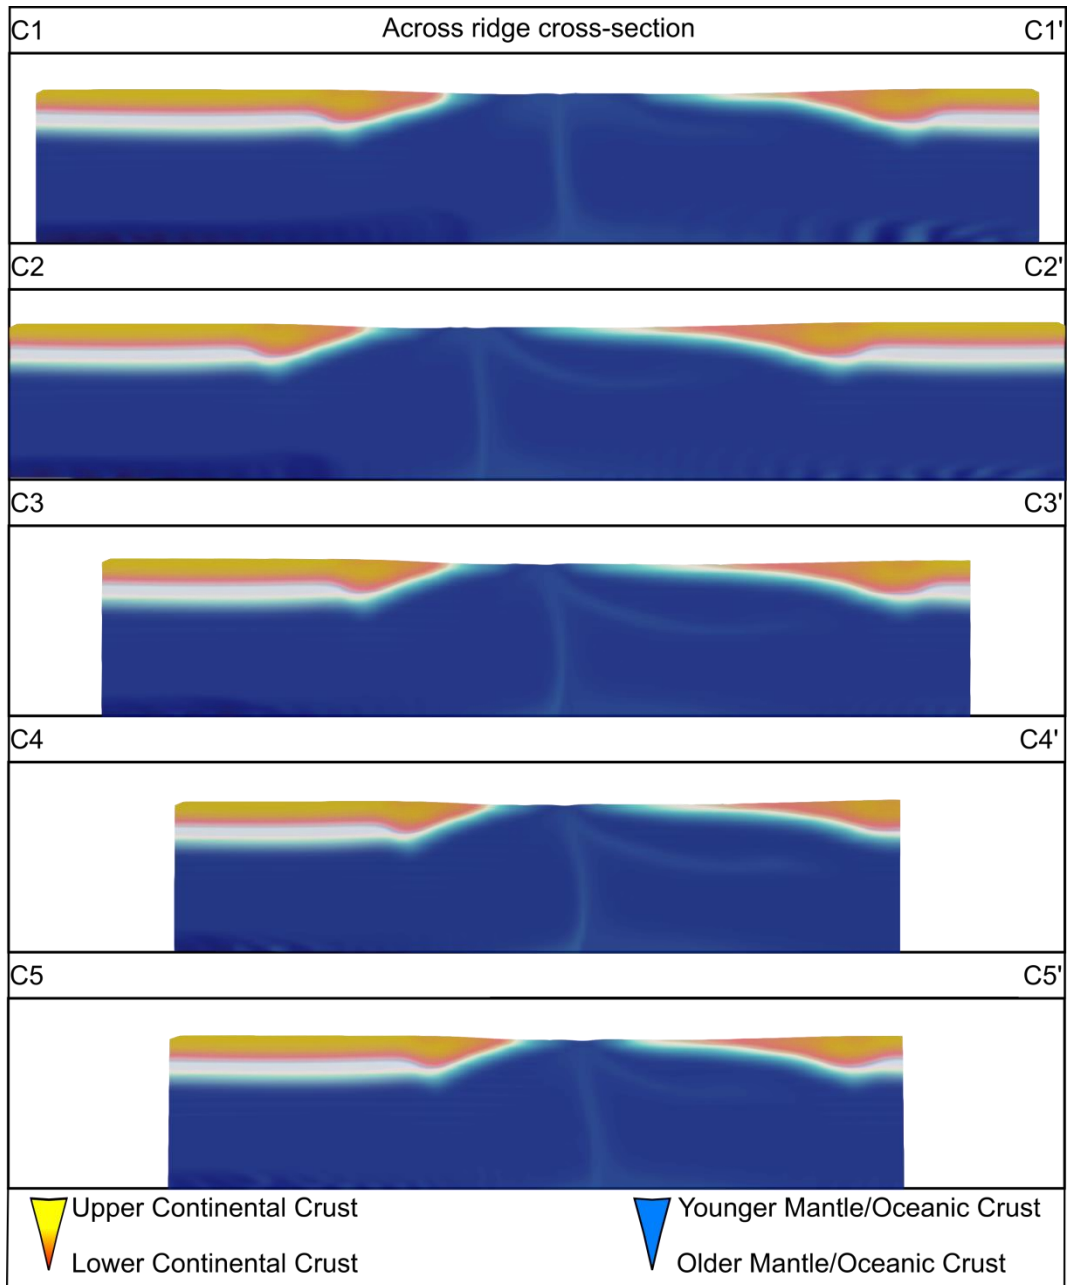 C1 Across ridge cross-section C1'
C2 C2'
C3 C3'
C4 C4'
C5 C5'
Upper Continental Crust Younger Mantle/Oceanic Crust
Lower Continental Crust Older Mantle/Oceanic Crust